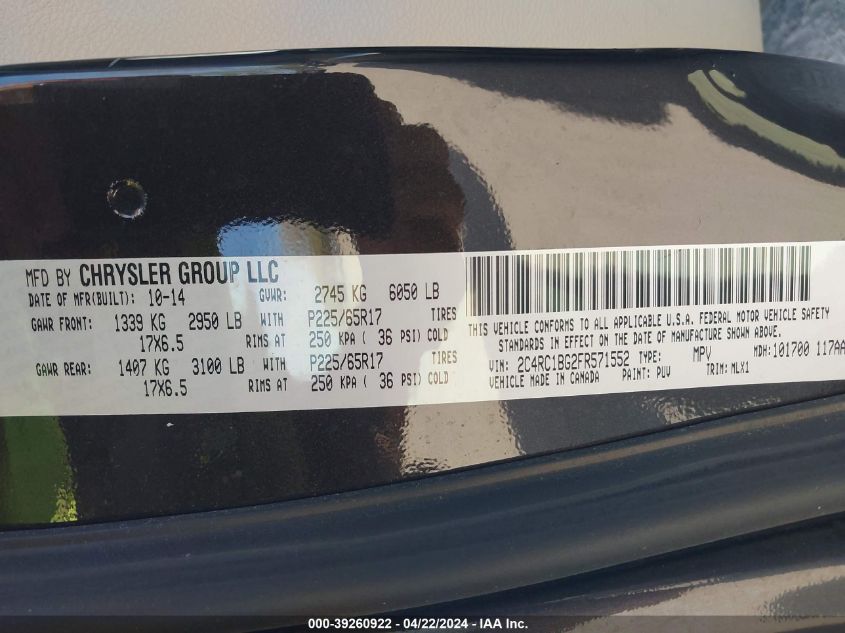 MFD BY CHRYSLER GROUP LLC
DATE OF MFR(BUILT): 10-14 GVWR: 2745 KG 6050 LB
GAWR FRONT: 1339 KG 2950 LB WITH P225/65R17 TIRES
17X6.5 RIMS AT 250 KPA ( 36 PSI) COLD
GAWR REAR: 1407 KG 3100 LB WITH P225/65R17 TIRES
17X6.5 RIMS AT 250 KPA ( 36 PSI) COLD
THIS VEHICLE CONFORMS TO ALL APPLICABLE U.S.A. FEDERAL MOTOR VEHICLE SAFETY
STANDARDS IN EFFECT ON THE DATE OF MANUFACTURE SHOWN ABOVE.
VIN: 2C4RC1BG2FR571552 TYPE: MPV MDH: 101700 117AA
VEHICLE MADE IN CANADA PAINT: PUV TRIM: MLX1
000-39260922 - 04/22/2024 - IAA Inc.